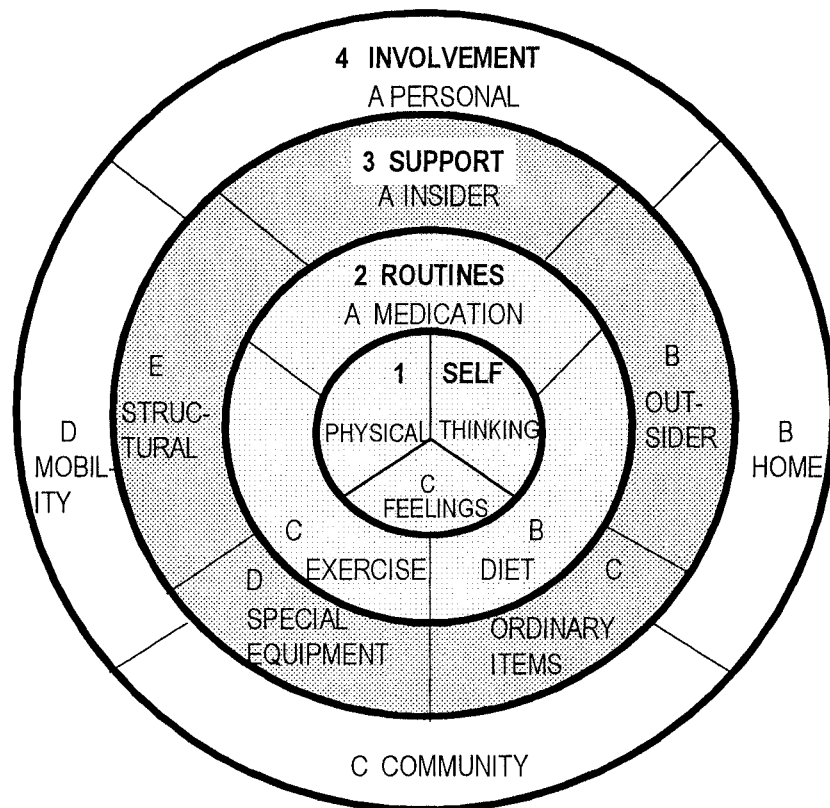 4 INVOLVEMENT
A PERSONAL
3 SUPPORT
A INSIDER
2 ROUTINES
A MEDICATION
1 SELF
PHYSICAL
THINKING
C
FEELINGS
B
DIET
C
EXERCISE
B
OUT-
SIDER
C
ORDINARY
ITEMS
D
SPECIAL
EQUIPMENT
E
STRUC-
TURAL
B
HOME
C COMMUNITY
D
MOBIL-
ITY